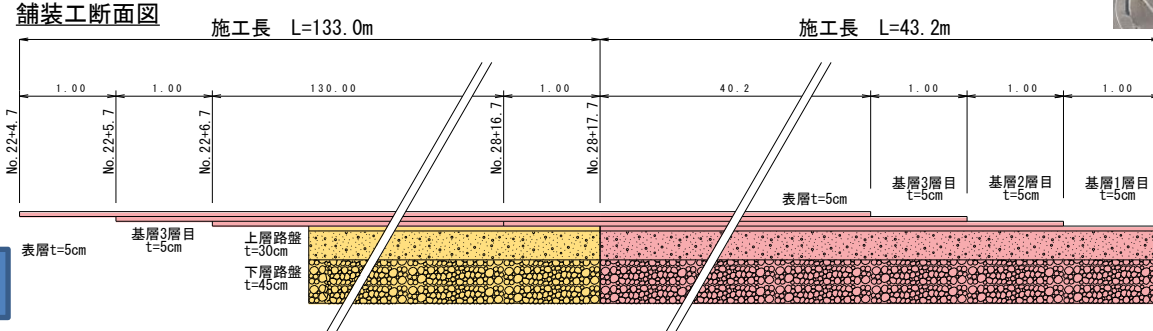 舗装工断面図
施工長 L=133.0m
施工長 L=43.2m
1.00
1.00
130.00
1.00
40.2
1.00
1.00
1.00
No.22+4.7
No.22+5.7
No.22+6.7
No.28+16.7
No.28+17.7
表層t=5cm
基層3層目
t=5cm
基層2層目
t=5cm
基層1層目
t=5cm
表層t=5cm
基層3層目
t=5cm
上層路盤
t=30cm
下層路盤
t=45cm